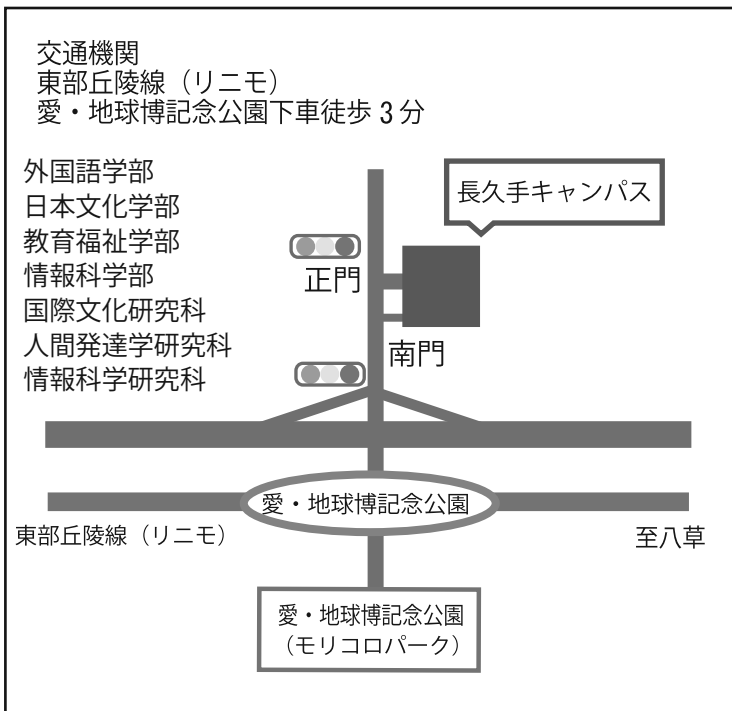 交通機関
東部丘陵線（リニモ）
愛・地球博記念公園下車徒歩 3 分
外国語学部
日本文化学部
教育福祉学部
情報科学部
国際文化研究科
人間発達学研究科
情報科学研究科
長久手キャンパス
正門
南門
愛・地球博記念公園
東部丘陵線（リニモ）
至八草
愛・地球博記念公園
（モリコロパーク）